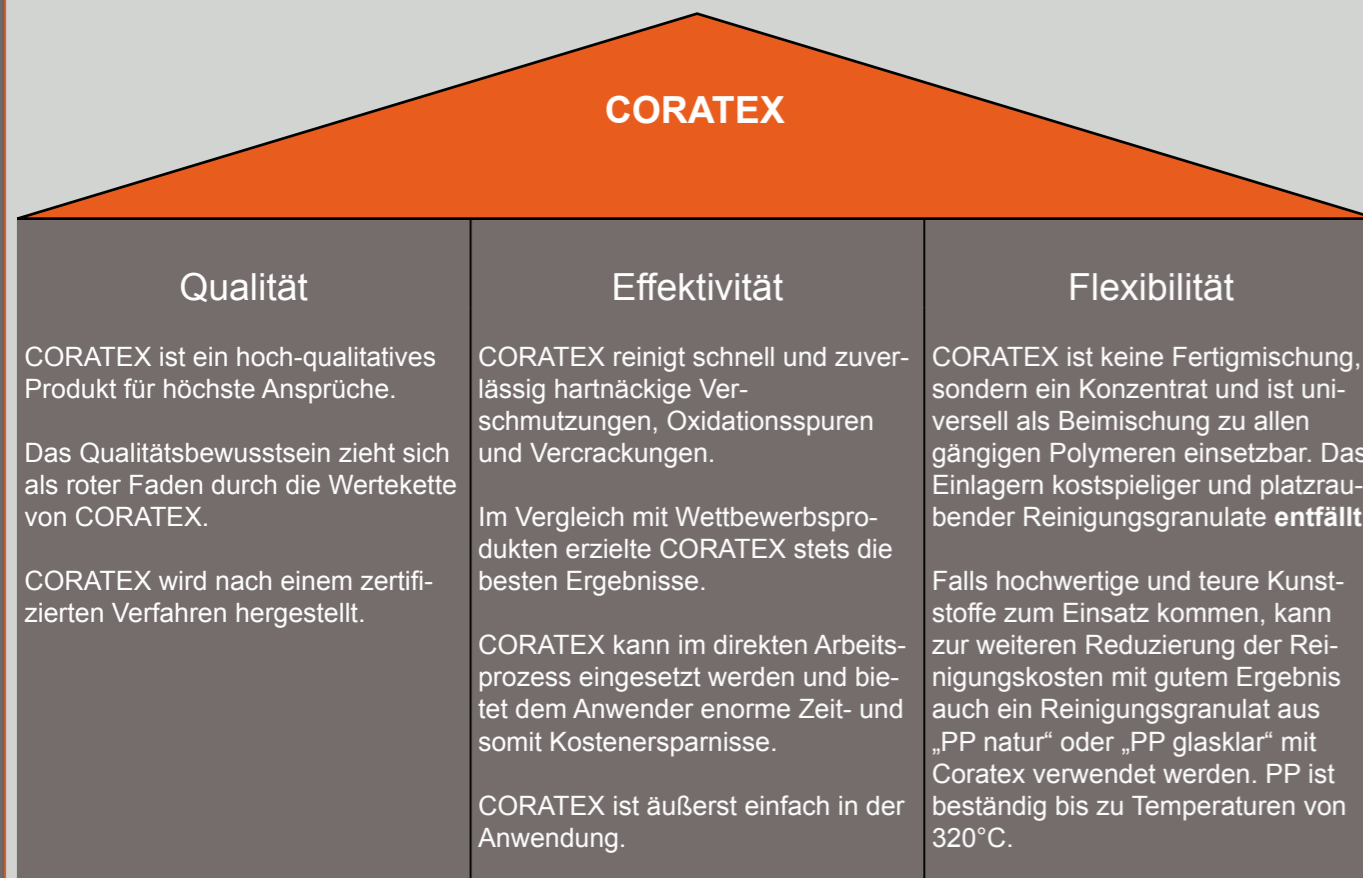 CORATEX
Qualität
CORATEX ist ein hoch-qualitatives
Produkt für höchste Ansprüche.
Das Qualitätsbewusstsein zieht sich
als roter Faden durch die Wertekette
von CORATEX.
CORATEX wird nach einem zertifi-
zierten Verfahren hergestellt.
Effektivität
CORATEX reinigt schnell und zuver-
lässig hartnäckige Ver-
schmutzungen, Oxidationsspuren
und Vercrackungen.
Im Vergleich mit Wettbewerbspro-
dukten erzielte CORATEX stets die
besten Ergebnisse.
CORATEX kann im direkten Arbeits-
prozess eingesetzt werden und bie-
tet dem Anwender enorme Zeit- und
somit Kostenersparnisse.
CORATEX ist äußerst einfach in der
Anwendung.
Flexibilität
CORATEX ist keine Fertigmischung,
sondern ein Konzentrat und ist uni-
versell als Beimischung zu allen
gängigen Polymeren einsetzbar. Das
Einlagern kostspieliger und platzrau-
bender Reinigungsgranulate entfällt
Falls hochwertige und teure Kunst-
stoffe zum Einsatz kommen, kann
zur weiteren Reduzierung der Rei-
nigungskosten mit gutem Ergebnis
auch ein Reinigungsgranulat aus
„PP natur“ oder „PP glasklar“ mit
Coratex verwendet werden. PP ist
beständig bis zu Temperaturen von
320°C.